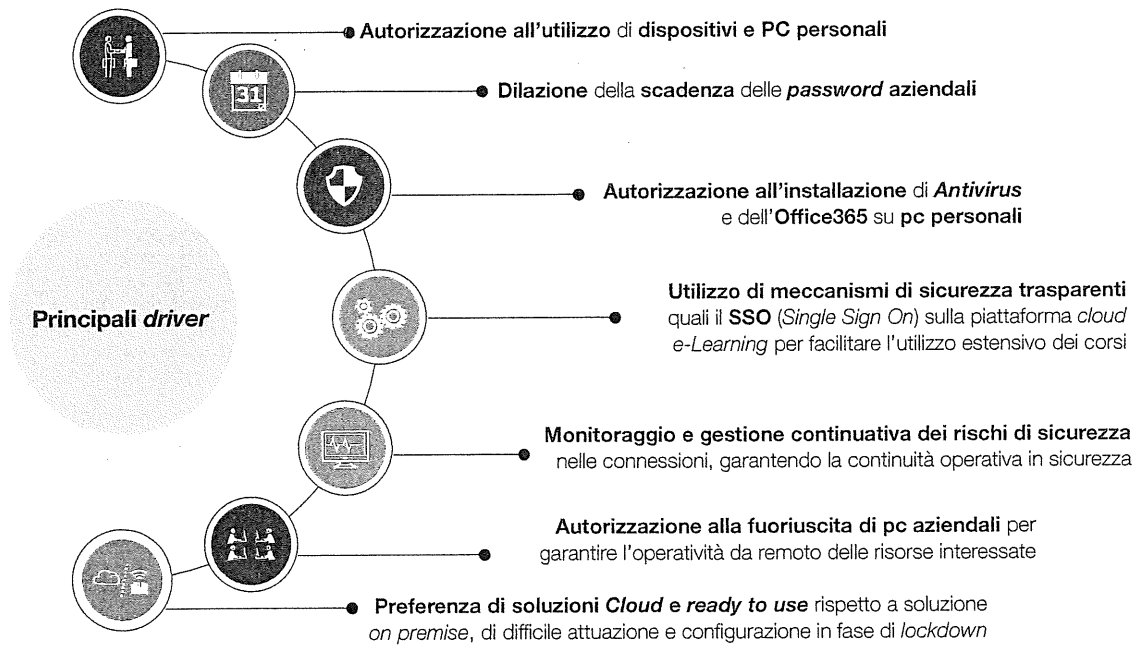 Autorizzazione all'utilizzo di dispositivi e PC personali
31
Dilazione della scadenza delle password aziendali
Autorizzazione all'installazione di Antivirus
e dell'Office365 su pc personali
Principali driver
Utilizzo di meccanismi di sicurezza trasparenti
quali il SSO (Single Sign On) sulla piattaforma cloud
e-Learning per facilitare l'utilizzo estensivo dei corsi
Monitoraggio e gestione continuativa dei rischi di sicurezza
nelle connessioni, garantendo la continuità operativa in sicurezza
Autorizzazione alla fuoriuscita di pc aziendali per
garantire l'operatività da remoto delle risorse interessate
Preferenza di soluzioni Cloud e ready to use rispetto a soluzione
on premise, di difficile attuazione e configurazione in fase di lockdown